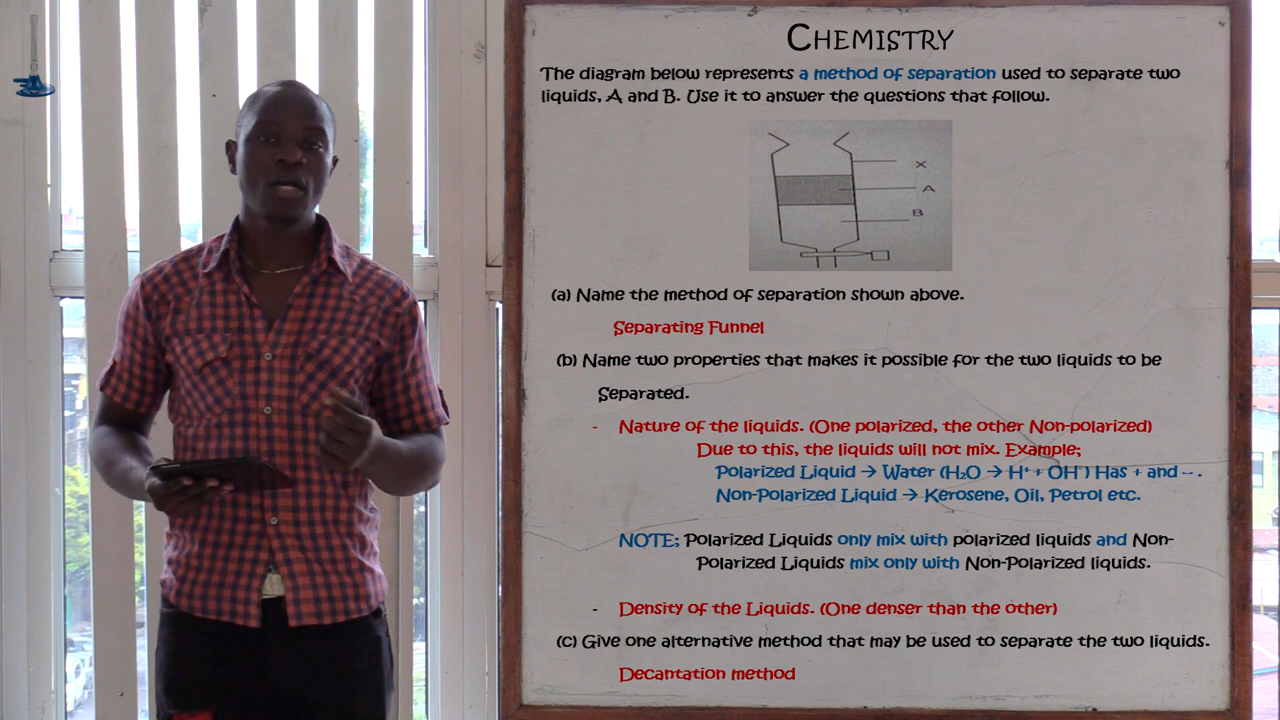 CHEMISTRY
The diagram below represents a method of separation used to separate two
liquids, A and B. Use it to answer the questions that follow.
X
A
B
(a) Name the method of separation shown above.
Separating Funnel
(b) Name two properties that makes it possible for the two liquids to be
Separated.
- Nature of the liquids. (One polarized, the other Non-polarized)
Due to this, the liquids will not mix. Example;
Polarized Liquid → Water (H₂O → H⁺ + OH⁻) Has + and -- .
Non-Polarized Liquid → Kerosene, Oil, Petrol etc.
NOTE; Polarized Liquids only mix with polarized liquids and Non-
Polarized Liquids mix only with Non-Polarized liquids.
- Density of the Liquids. (One denser than the other)
(c) Give one alternative method that may be used to separate the two liquids.
Decantation method